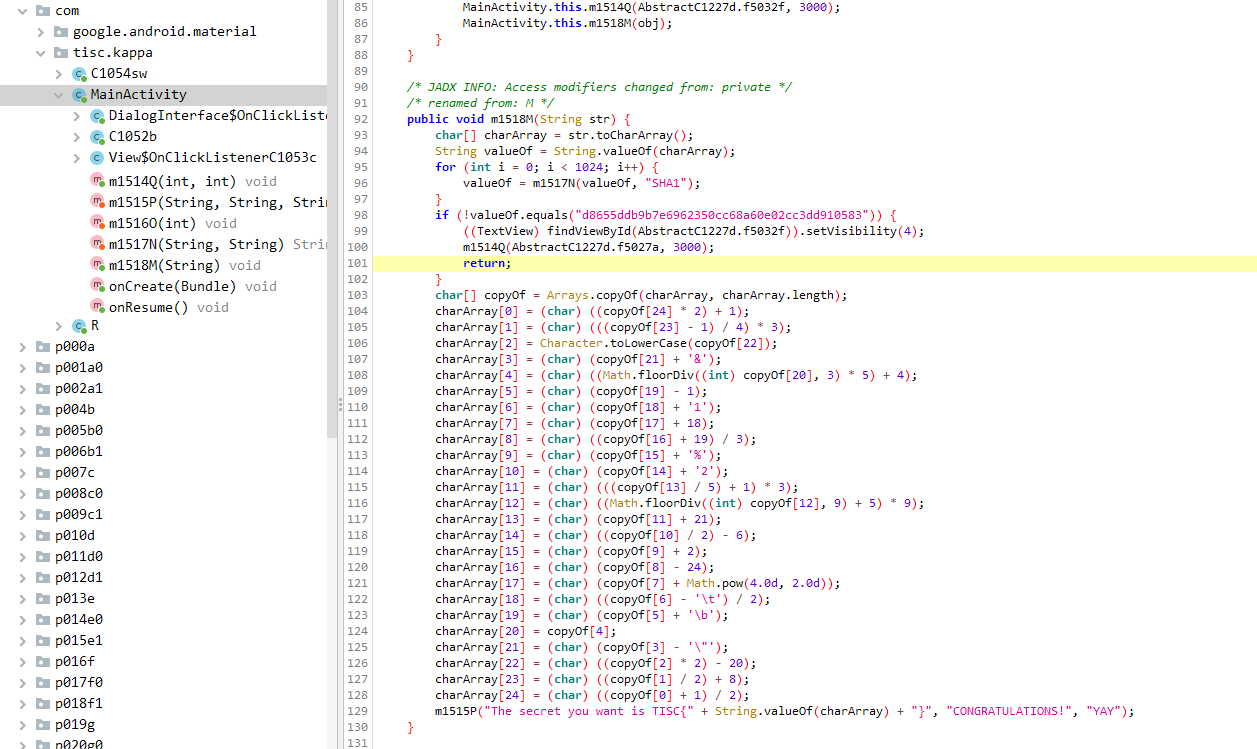 com
google.android.material
tisc.kappa
C1054sw
MainActivity
DialogInterface$OnClickListe
C1052b
View$OnClickListenerC1053c
m1514Q(int, int) void
m1515P(String, String, Stri
m1516O(int) void
m1517N(String, String) Stri
m1518M(String) void
onCreate(Bundle) void
onResume() void
R
p000a
p001a0
p002a1
p004b
p005b0
p006b1
p007c
p008c0
p009c1
p010d
p011d0
p012d1
p013e
p014e0
p015e1
p016f
p017f0
p018f1
p019g
p020g0
85 MainActivity.this.m1514Q(AbstractC1227d.f5032f, 3000);
86 MainActivity.this.m1518M(obj);
87 }
88 }
89
90 /* JADX INFO: Access modifiers changed from: private */
91 /* renamed from: M */
92 public void m1518M(String str) {
93 char[] charArray = str.toCharArray();
94 String valueOf = String.valueOf(charArray);
95 for (int i = 0; i < 1024; i++) {
96 valueOf = m1517N(valueOf, "SHA1");
97 }
98 if (!valueOf.equals("d8655ddb9b7e6962350cc68a60e02cc3dd910583")) {
99 ((TextView) findViewById(AbstractC1227d.f5032f)).setVisibility(4);
100 m1514Q(AbstractC1227d.f5027a, 3000);
101 return;
102 }
103 char[] copyOf = Arrays.copyOf(charArray, charArray.length);
104 charArray[0] = (char) ((copyOf[24] * 2) + 1);
105 charArray[1] = (char) (((copyOf[23] - 1) / 4) * 3);
106 charArray[2] = Character.toLowerCase(copyOf[22]);
107 charArray[3] = (char) (copyOf[21] + '&');
108 charArray[4] = (char) ((Math.floorDiv((int) copyOf[20], 3) * 5) + 4);
109 charArray[5] = (char) (copyOf[19] - 1);
110 charArray[6] = (char) (copyOf[18] + '1');
111 charArray[7] = (char) (copyOf[17] + 18);
112 charArray[8] = (char) ((copyOf[16] + 19) / 3);
113 charArray[9] = (char) (copyOf[15] + '%');
114 charArray[10] = (char) (copyOf[14] + '2');
115 charArray[11] = (char) (((copyOf[13] / 5) + 1) * 3);
116 charArray[12] = (char) ((Math.floorDiv((int) copyOf[12], 9) + 5) * 9);
117 charArray[13] = (char) (copyOf[11] + 21);
118 charArray[14] = (char) ((copyOf[10] / 2) - 6);
119 charArray[15] = (char) (copyOf[9] + 2);
120 charArray[16] = (char) (copyOf[8] - 24);
121 charArray[17] = (char) (copyOf[7] + Math.pow(4.0d, 2.0d));
122 charArray[18] = (char) ((copyOf[6] - '\t') / 2);
123 charArray[19] = (char) (copyOf[5] + '\b');
124 charArray[20] = copyOf[4];
125 charArray[21] = (char) (copyOf[3] - '\"');
126 charArray[22] = (char) ((copyOf[2] * 2) - 20);
127 charArray[23] = (char) ((copyOf[1] / 2) + 8);
128 charArray[24] = (char) ((copyOf[0] + 1) / 2);
129 m1515P("The secret you want is TISC{" + String.valueOf(charArray) + "}", "CONGRATULATIONS!", "YAY");
130 }
131